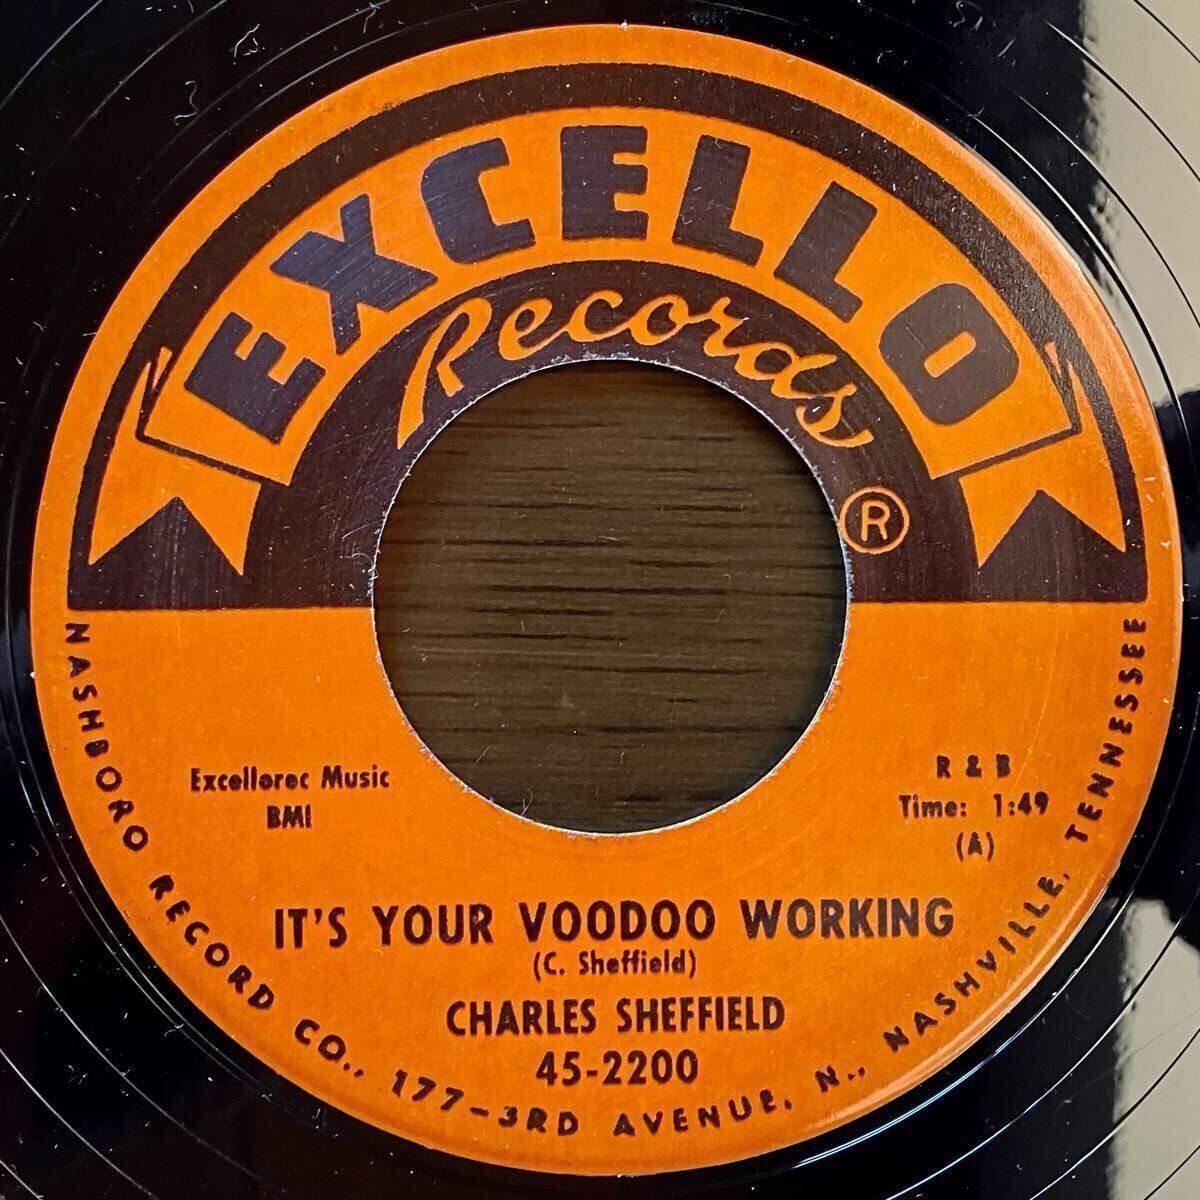 EXCELLO
Records
®
Excellorec Music
BMI
R & B
Time: 1:49
(A)
IT'S YOUR VOODOO WORKING
(C. Sheffield)
CHARLES SHEFFIELD
45-2200
NASHBORO RECORD CO., 177-3RD AVENUE, N., NASHVILLE, TENNESSEE